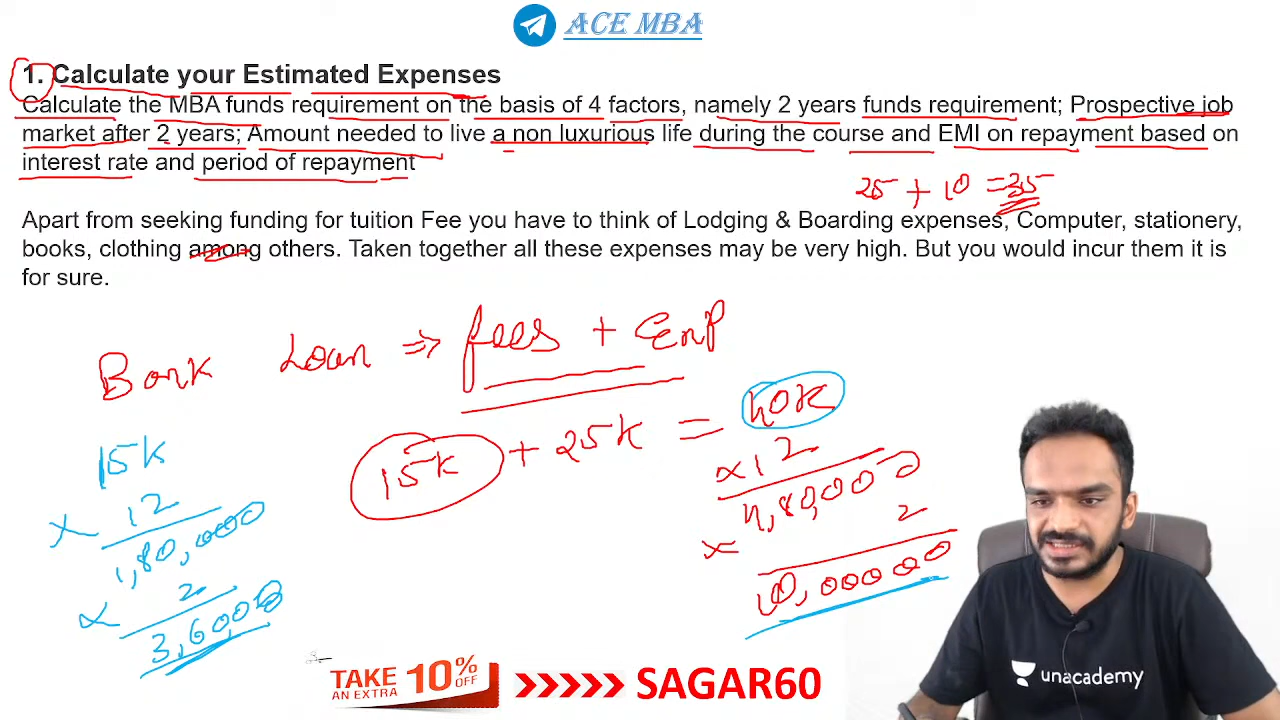 ACE MBA
1. Calculate your Estimated Expenses
Calculate the MBA funds requirement on the basis of 4 factors, namely 2 years funds requirement; Prospective job
market after 2 years; Amount needed to live a non luxurious life during the course and EMI on repayment based on
interest rate and period of repayment
25 + 10 = 35
Apart from seeking funding for tuition Fee you have to think of Lodging & Boarding expenses, Computer, stationery,
books, clothing among others. Taken together all these expenses may be very high. But you would incur them it is
for sure.
Bank Loan ⇒ fees + Exp
15k + 25k = 40k
15k
x 12
1,80,000
x 2
3,60,000
x 12
4,80,000
x 2
10,00000
TAKE 10% OFF
AN EXTRA
>>>>>> SAGAR60
unacademy